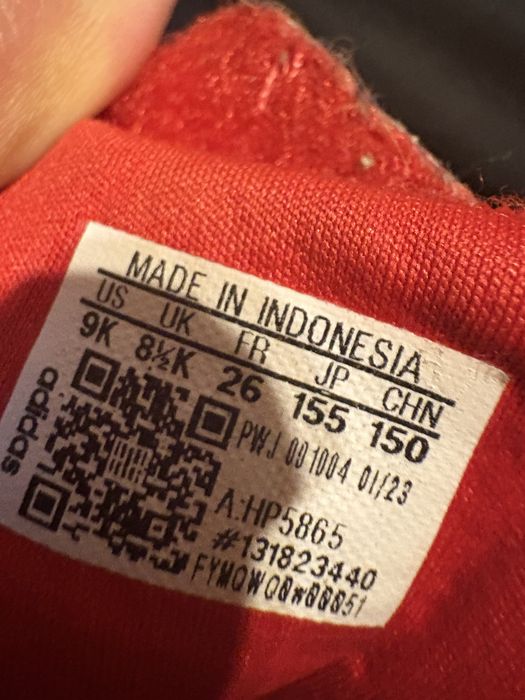 MADE IN INDONESIA
US UK FR JP CHN
9K 8½K 26 155 150
PWJ 001004 01/23
A:HP5865
#131823440
adidas